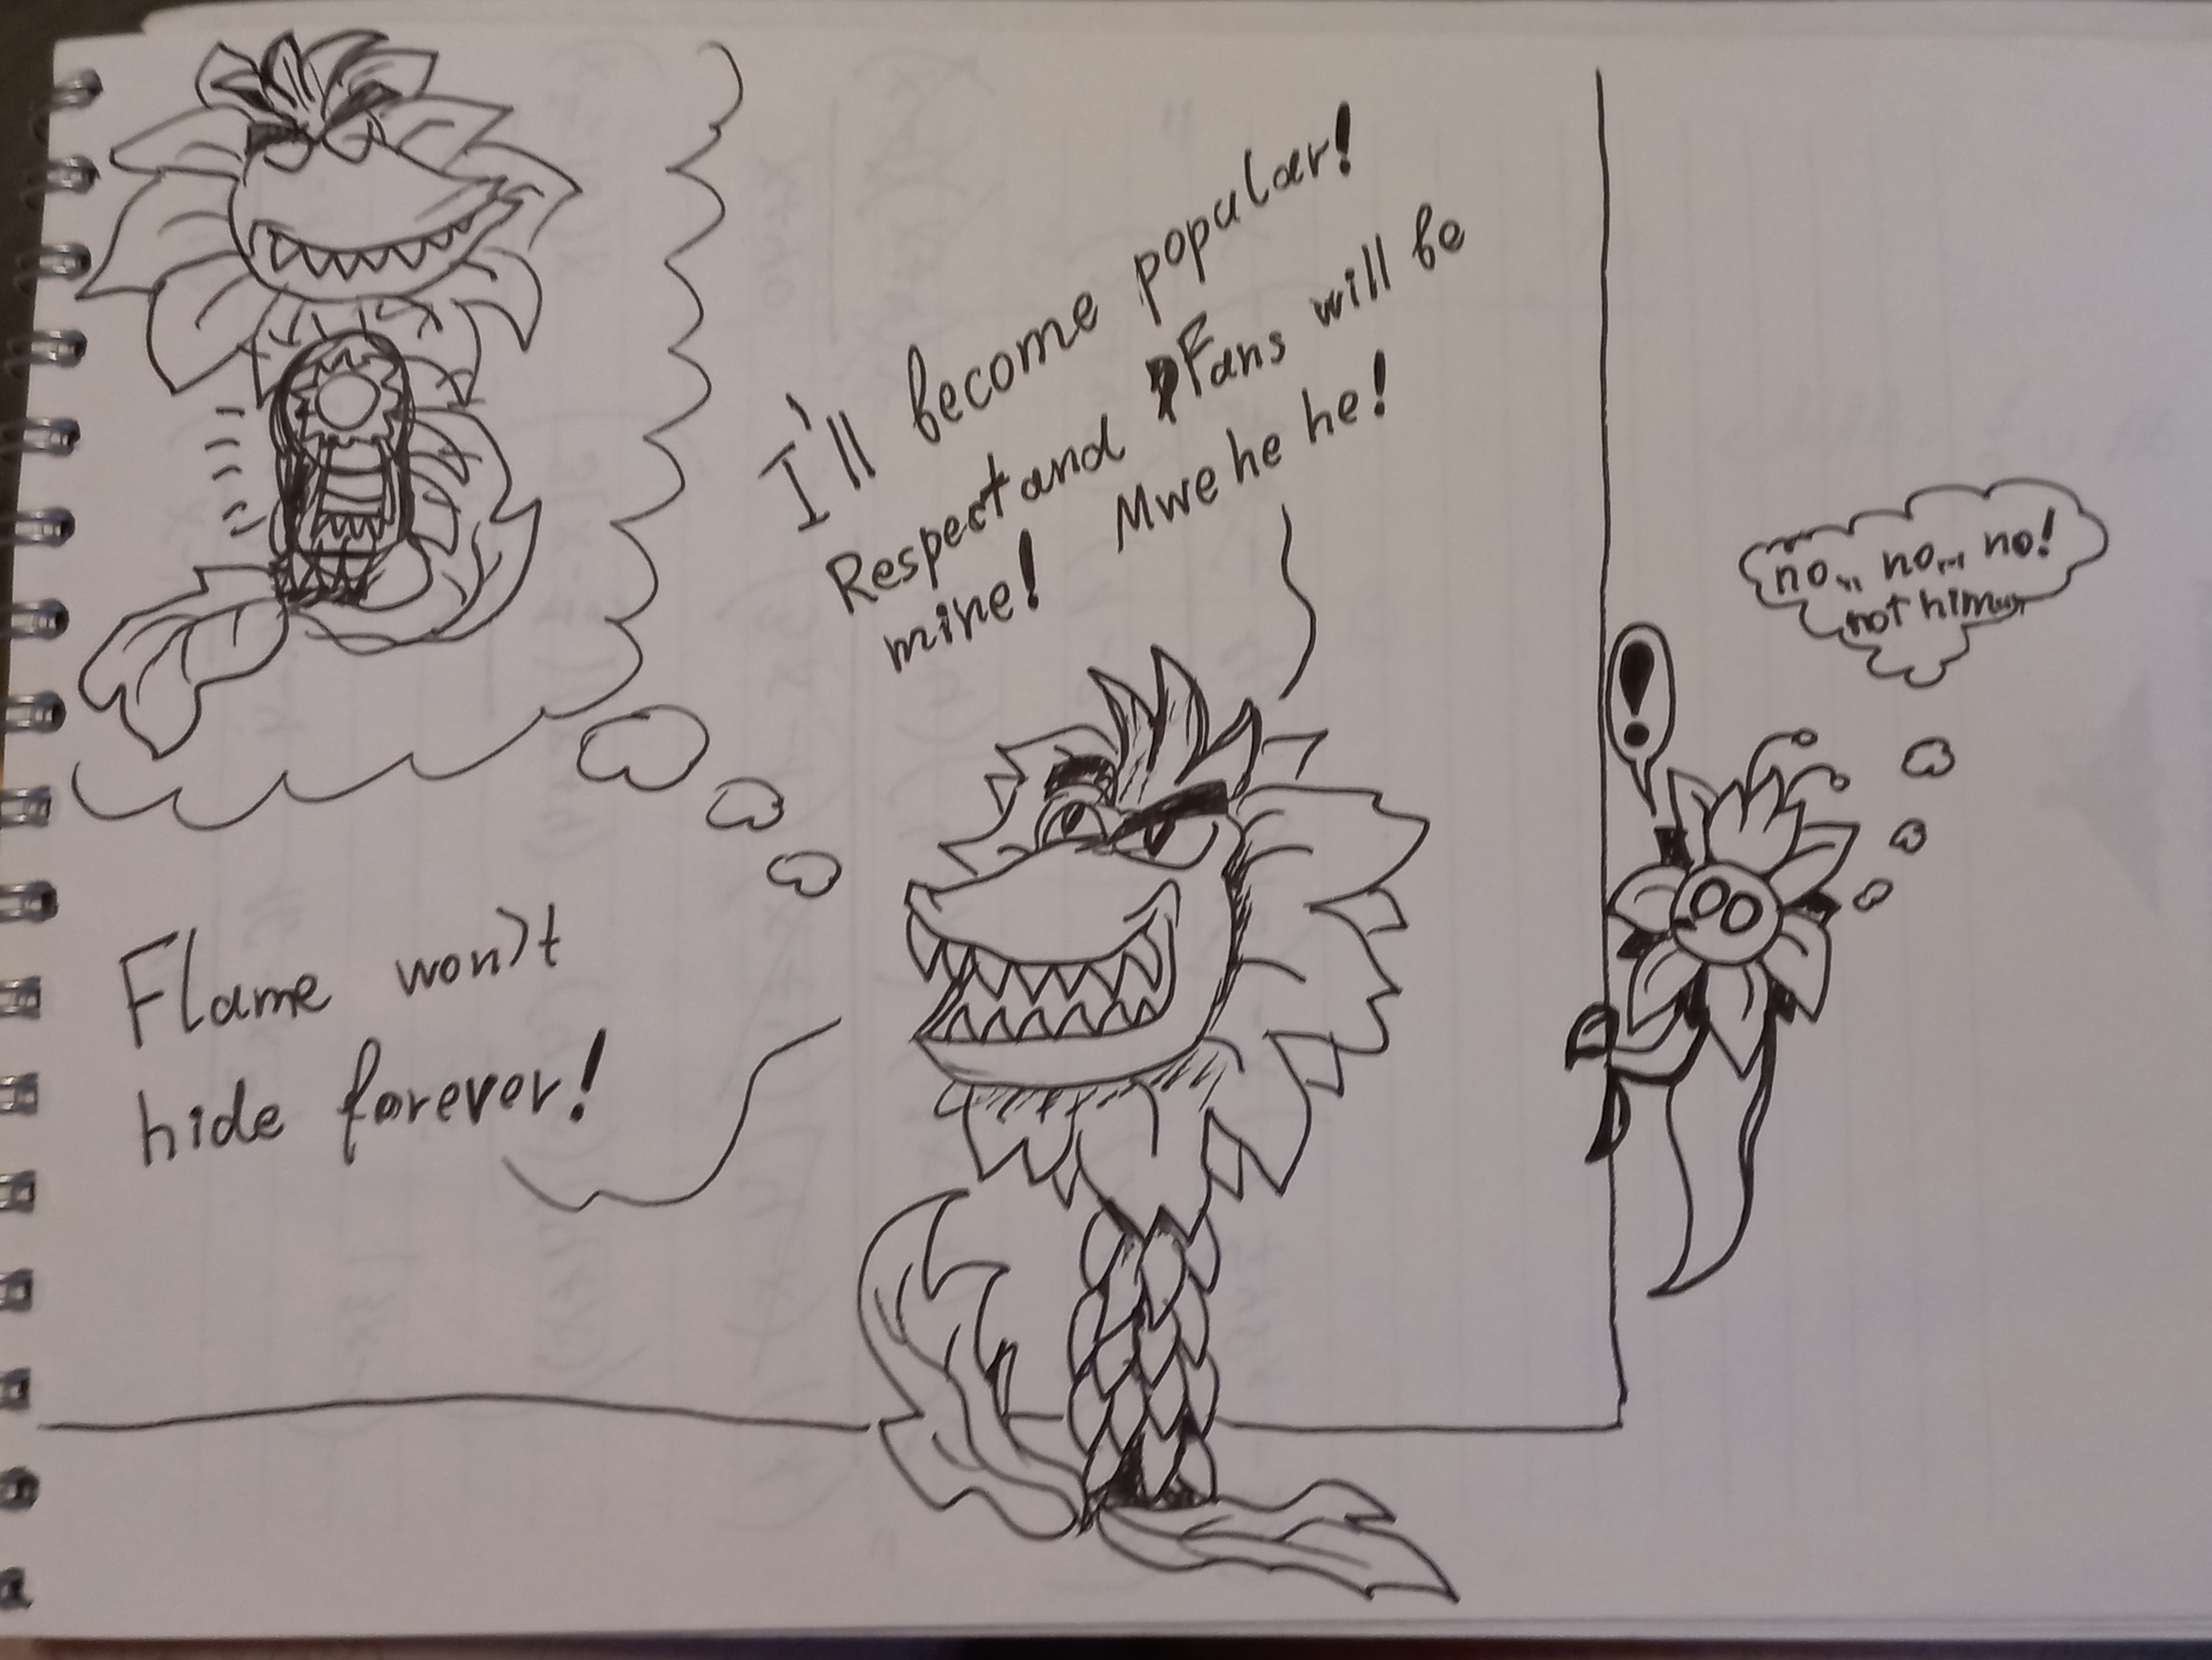 I'll become popular!
Respect and Fans will be
mine! Mwe he he!
Flame won't
hide forever!
!
no... no... no!
not him...